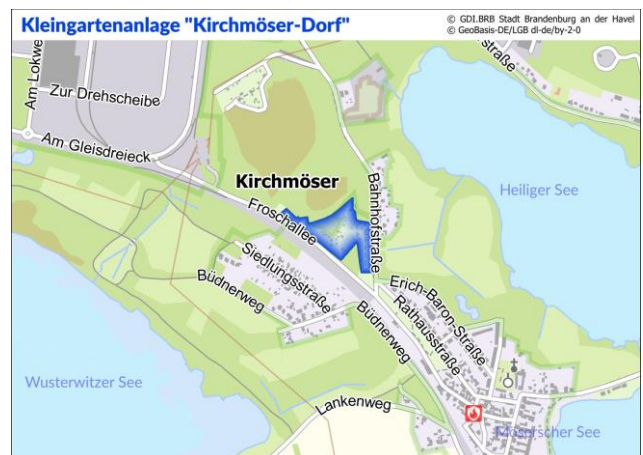 Kleingartenanlage "Kirchmöser-Dorf"
© GDI.BRB Stadt Brandenburg an der Havel
© GeoBasis-DE/LGB dl-de/by-2-0
Am Lokwe
Zur Drehscheibe
Am Gleisdreieck
straße
Kirchmöser
Froschallee
Bahnhofstraße
Heiliger See
Siedlungsstraße
Büdnerweg
Büdnerweg
Erich-Baron-Straße
Rathausstraße
Wusterwitzer See
Lankenweg
Möserscher See